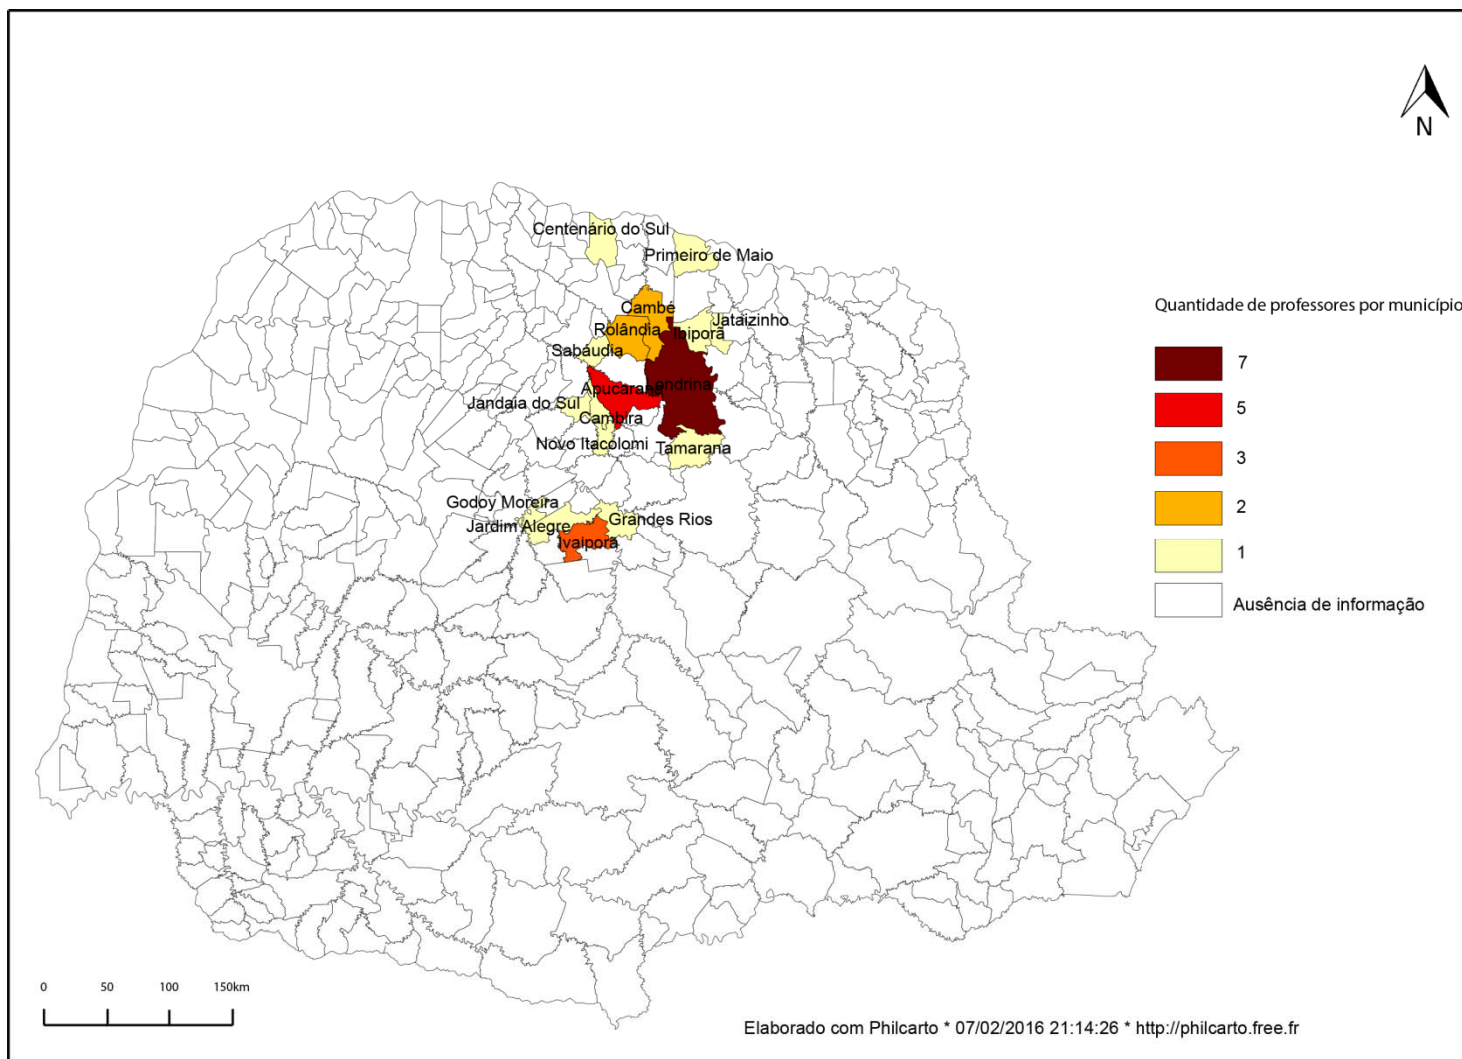 N
Centenário do Sul
Primeiro de Maio
Cambé
Jataizinho
Rolândia
Ibiporã
Sabáudia
Apucarana
Londrina
Jandaia do Sul
Cambira
Novo Itacolomi
Tamarana
Godoy Moreira
Jardim Alegre
Grandes Rios
Ivaiporã
Quantidade de professores por município
7
5
3
2
1
Ausência de informação
0 50 100 150km
Elaborado com Philcarto * 07/02/2016 21:14:26 * http://philcarto.free.fr